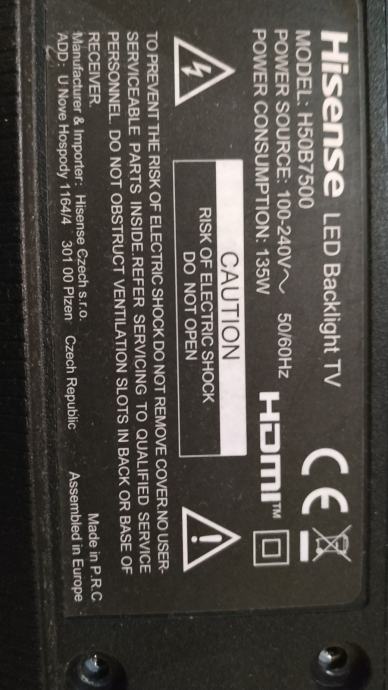 Hisense LED Backlight TV
MODEL: H50B7500
POWER SOURCE: 100-240V～ 50/60Hz
POWER CONSUMPTION: 135W
HDMI™
CE
CAUTION
RISK OF ELECTRIC SHOCK
DO NOT OPEN
TO PREVENT THE RISK OF ELECTRIC SHOCK DO NOT REMOVE COVER.NO USER-
SERVICEABLE PARTS INSIDE.REFER SERVICING TO QUALIFIED SERVICE
PERSONNEL. DO NOT OBSTRUCT VENTILATION SLOTS IN BACK OR BASE OF
RECEIVER.
Made in P.R.C
Manufacturer & Importer: Hisense Czech s.r.o.
Assembled in Europe
ADD: U Nove Hospody 1164/4 301 00 Plzen Czech Republic